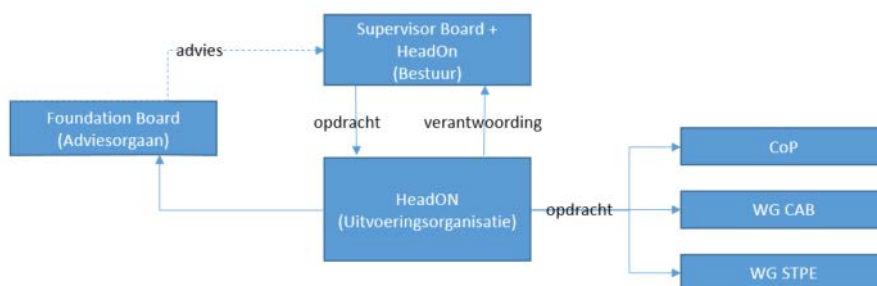 Supervisor Board +
HeadOn
(Bestuur)
advies
Foundation Board
(Adviesorgaan)
opdracht
verantwoording
HeadON
(Uitvoeringsorganisatie)
opdracht
CoP
WG CAB
WG STPE